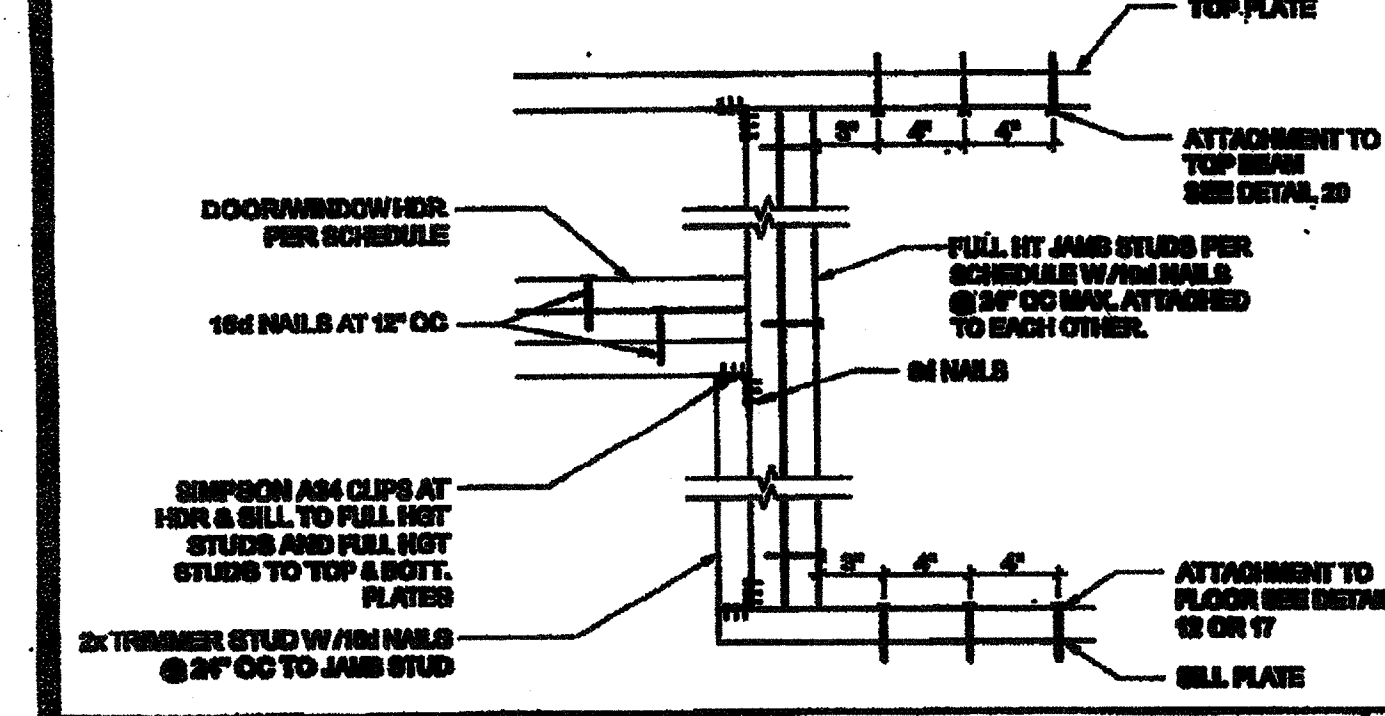 TOP PLATE
3" 4" 4"
ATTACHMENT TO
TOP BEAM
SEE DETAIL 20
DOOR/WINDOW HDR.
PER SCHEDULE
FULL HT JAMB STUDS PER
SCHEDULE W/16d NAILS
@ 24" OC MAX. ATTACHED
TO EACH OTHER.
16d NAILS AT 12" OC
8d NAILS
SIMPSON A34 CLIPS AT
HDR & SILL TO FULL HGT
STUDS AND FULL HGT
STUDS TO TOP & BOTT.
PLATES
3" 4" 4"
ATTACHMENT TO
FLOOR SEE DETAI
12 OR 17
2x TRIMMER STUD W/16d NAILS
@ 24" OC TO JAMB STUD
SILL PLATE